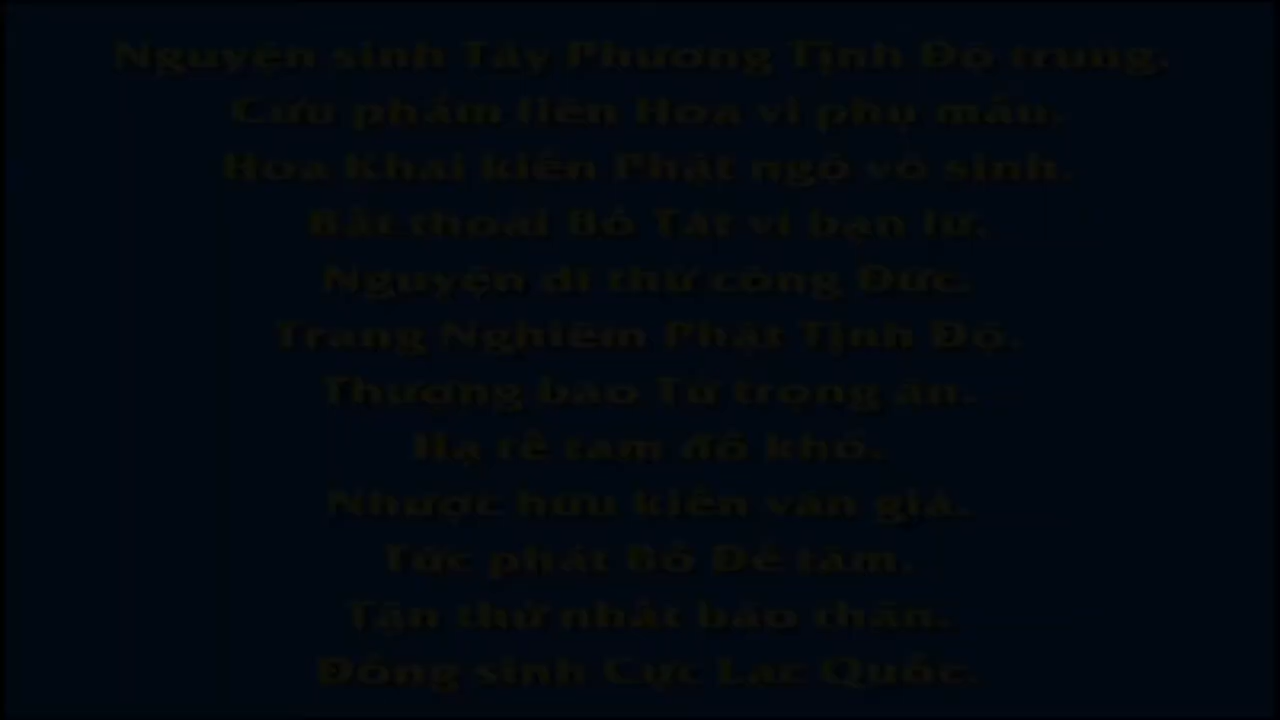 Nguyện sinh Tây Phương Tịnh Độ trung.
Cửu phẩm liên Hoa vi phụ mẫu.
Hoa Khai kiến Phật ngộ vô sinh.
Bất thoại Bồ Tát vi bạn lư.
Nguyện dĩ thử công Đức.
Trang Nghiêm Phật Tịnh Độ.
Thượng báo Tứ trọng ân.
Hạ tế tam đồ khổ.
Nhược hữu kiến văn giả.
Tức phát Bồ Đề tâm.
Tận thử nhất báo thân.
Đồng sinh Cực Lạc Quốc.